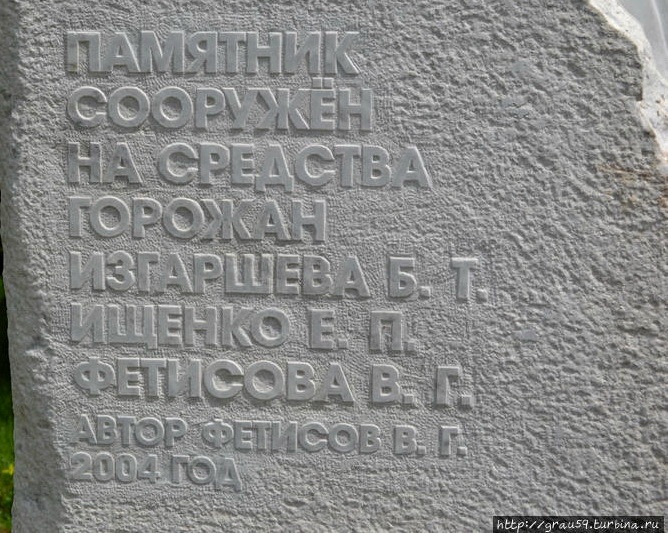 ПАМЯТНИК
СООРУЖЁН
НА СРЕДСТВА
ГОРОЖАН
ИЗГАРШЕВА Б. Т.
ИЩЕНКО Е. П.
ФЕТИСОВА В. Г.
АВТОР ФЕТИСОВ В. Г.
2004 ГОД
http://grau59.turbina.ru